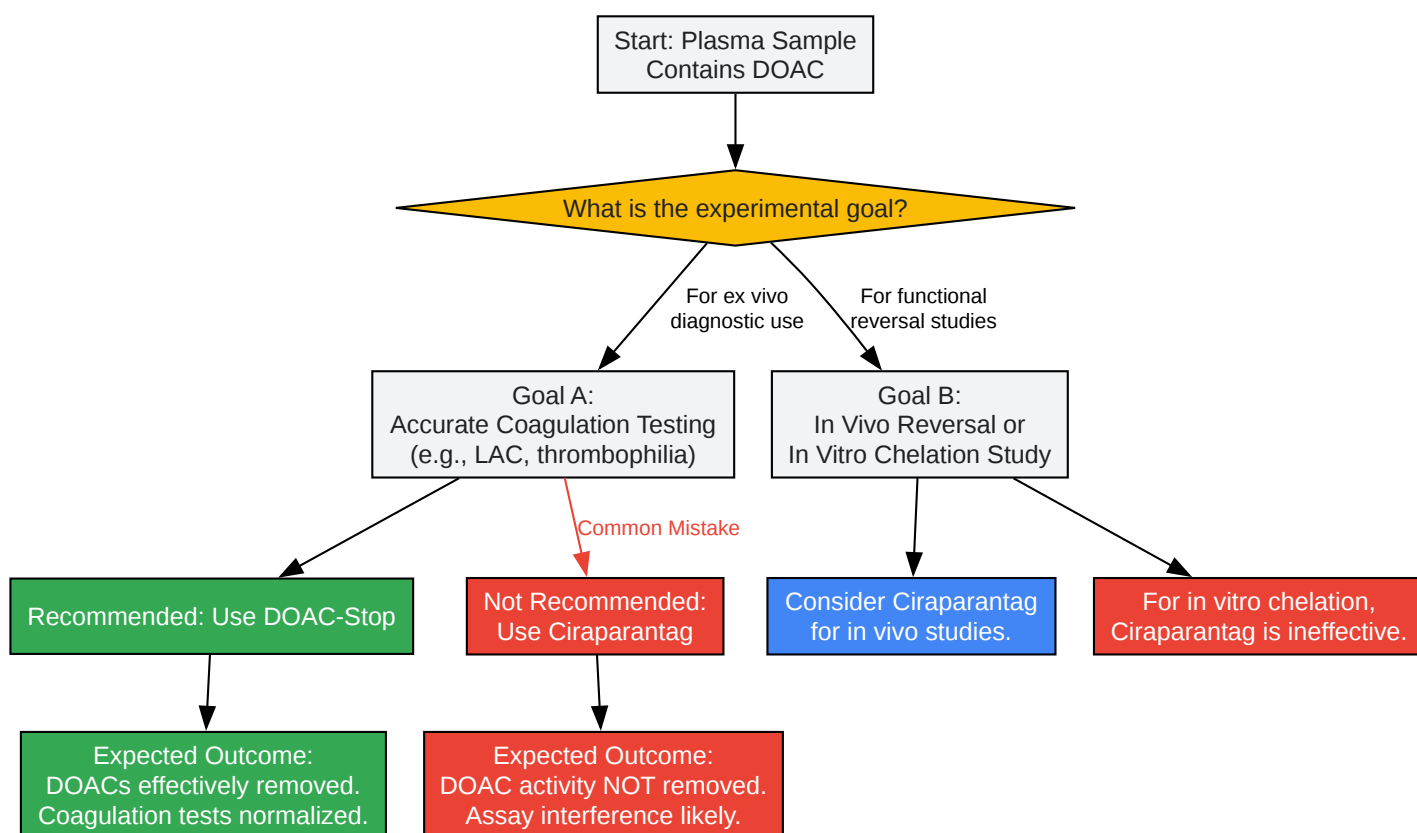 Start: Plasma Sample
Contains DOAC
What is the experimental goal?
For ex vivo
diagnostic use
For functional
reversal studies
Goal A:
Accurate Coagulation Testing
(e.g., LAC, thrombophilia)
Goal B:
In Vivo Reversal or
In Vitro Chelation Study
Common Mistake
Recommended: Use DOAC-Stop
Not Recommended:
Use Ciraparantag
Consider Ciraparantag
for in vivo studies.
For in vitro chelation,
Ciraparantag is ineffective.
Expected Outcome:
DOACs effectively removed.
Coagulation tests normalized.
Expected Outcome:
DOAC activity NOT removed.
Assay interference likely.